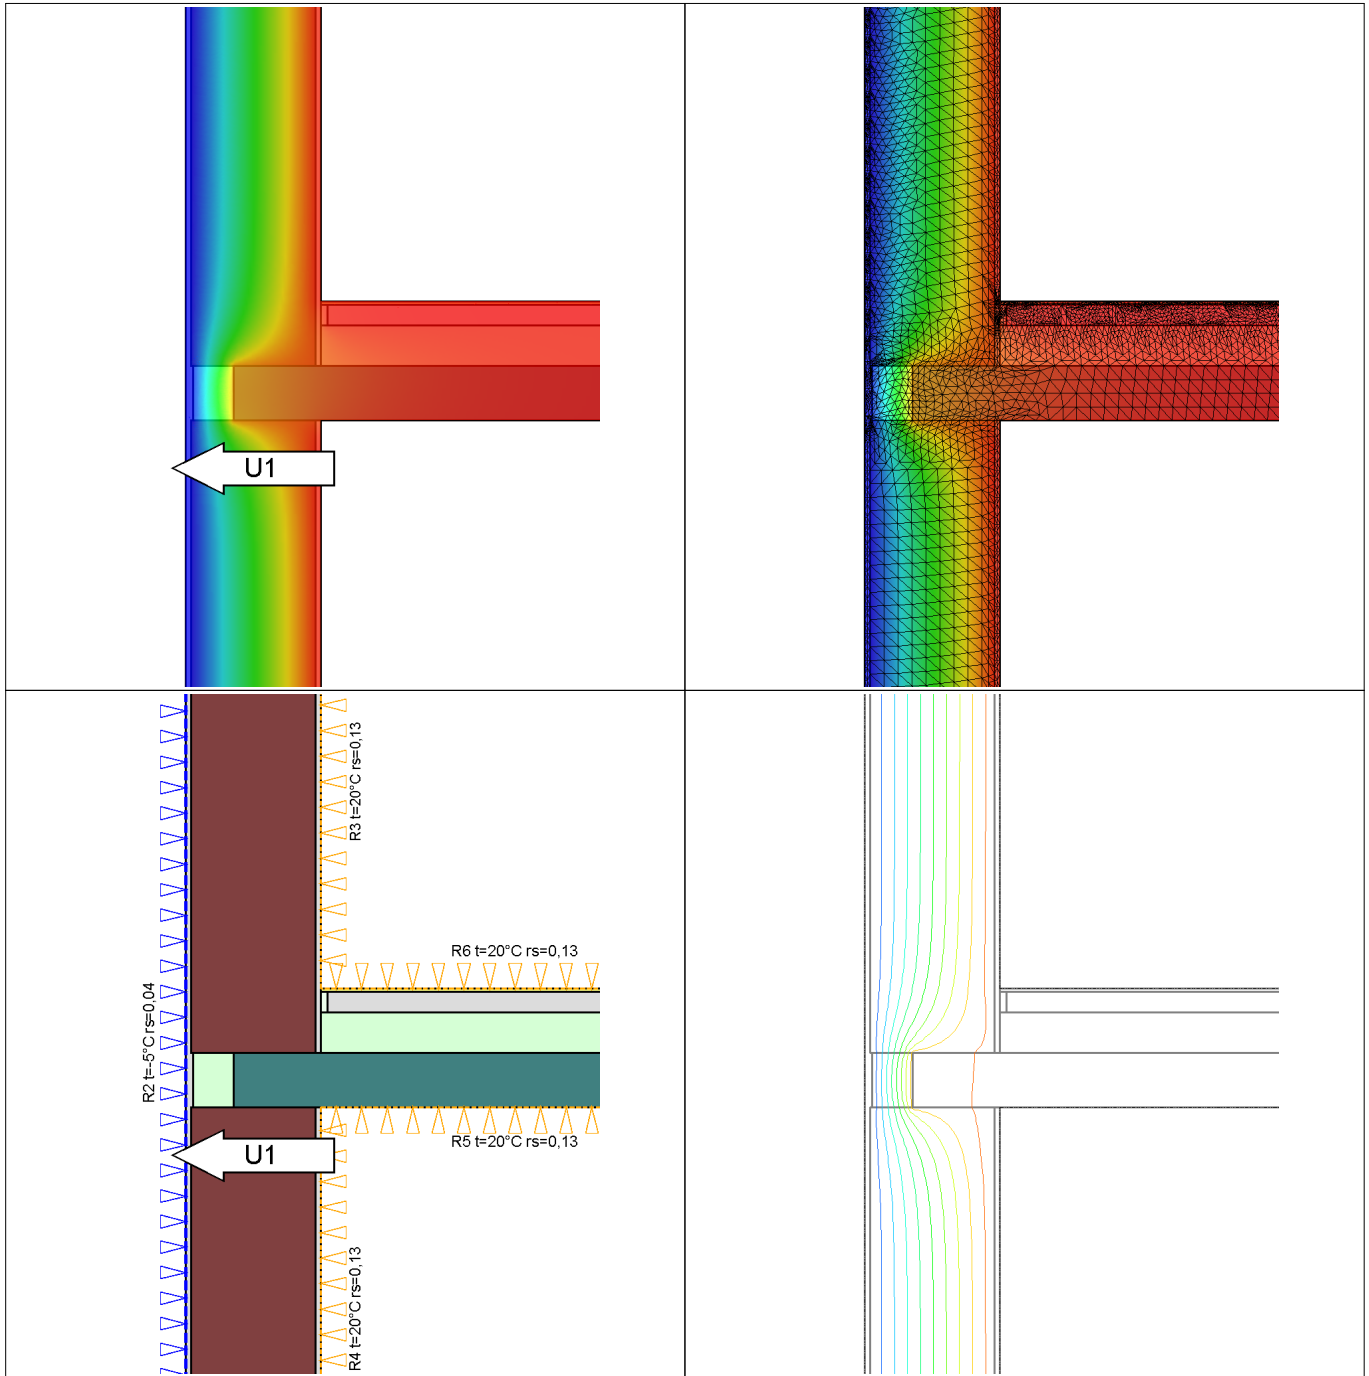 U1
R3 t=20°C rs=0,13
R6 t=20°C rs=0,13
R2 t=-5°C rs=0,04
R5 t=20°C rs=0,13
U1
R4 t=20°C rs=0,13